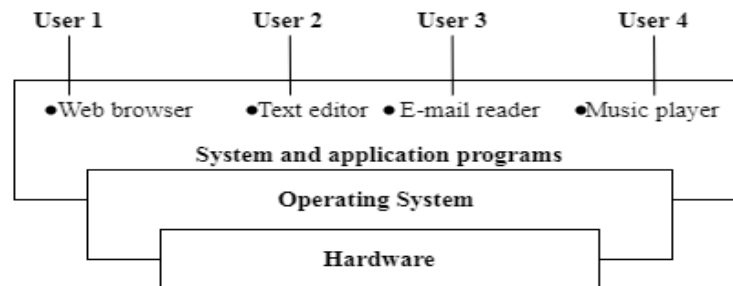 User 1 User 2 User 3 User 4
•Web browser •Text editor • E-mail reader •Music player
System and application programs
Operating System
Hardware